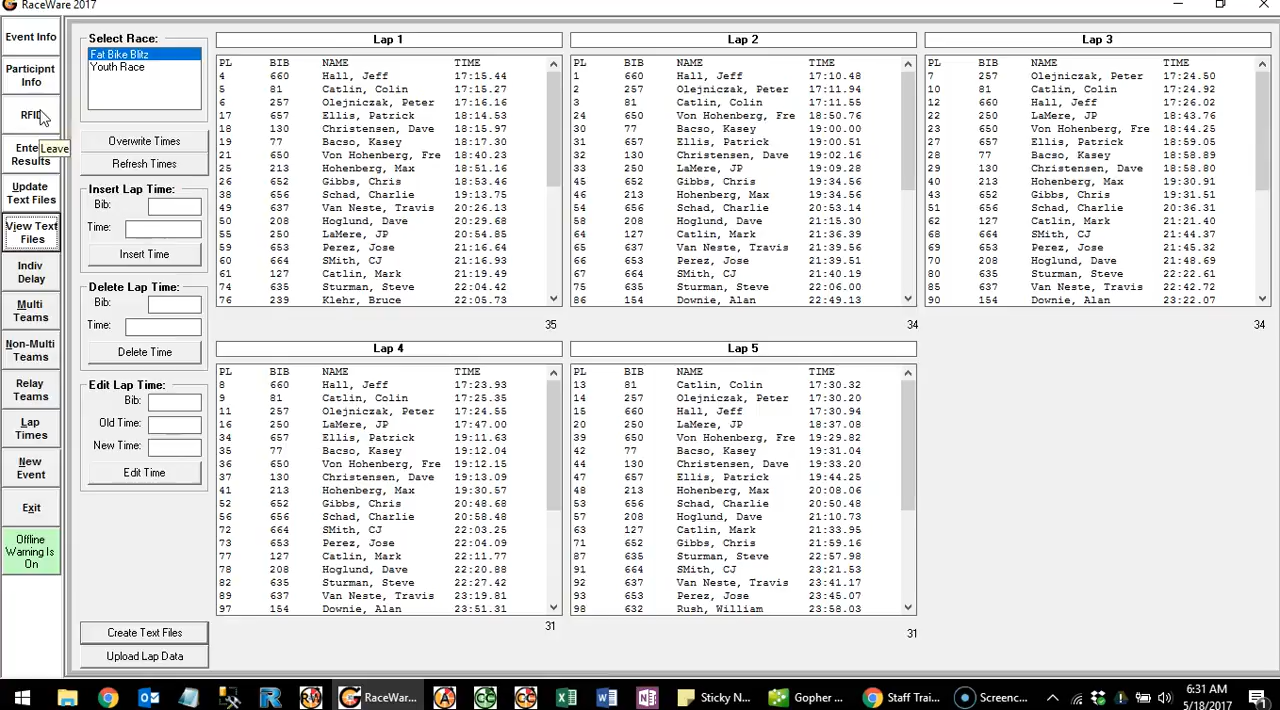 RaceWare 2017
Event Info
Participnt
Info
RFID
Leave
Ente
Results
Update
Text Files
View Text
Files
Indiv
Delay
Multi
Teams
Non-Multi
Teams
Relay
Teams
Lap
Times
New
Event
Exit
Offline
Warning Is
On
Select Race:
Fat Bike Blitz
Youth Race
Overwrite Times
Refresh Times
Insert Lap Time:
Bib:
Time:
Insert Time
Delete Lap Time:
Bib:
Time:
Delete Time
Edit Lap Time:
Bib:
Old Time:
New Time:
Edit Time
Create Text Files
Upload Lap Data
Lap 1
PL BIB NAME TIME
4 660 Hall, Jeff 17:15.44
5 81 Catlin, Colin 17:15.27
6 257 Olejniczak, Peter 17:16.16
17 657 Ellis, Patrick 18:14.53
18 130 Christensen, Dave 18:15.97
19 77 Bacso, Kasey 18:17.30
21 650 Von Hohenberg, Fre 18:40.23
25 213 Hohenberg, Max 18:51.16
26 652 Gibbs, Chris 18:53.46
38 656 Schad, Charlie 19:13.75
49 637 Van Neste, Travis 20:26.13
50 208 Hoglund, Dave 20:29.68
55 250 LaMere, JP 20:54.85
59 653 Perez, Jose 21:16.64
60 664 SMith, CJ 21:16.93
61 127 Catlin, Mark 21:19.49
74 635 Sturman, Steve 22:04.42
76 239 Klehr, Bruce 22:05.73
35
Lap 2
PL BIB NAME TIME
1 660 Hall, Jeff 17:10.48
2 257 Olejniczak, Peter 17:11.94
3 81 Catlin, Colin 17:11.55
24 650 Von Hohenberg, Fre 18:50.76
30 77 Bacso, Kasey 19:00.00
31 657 Ellis, Patrick 19:00.51
32 130 Christensen, Dave 19:02.16
33 250 LaMere, JP 19:09.28
45 652 Gibbs, Chris 19:34.56
46 213 Hohenberg, Max 19:34.56
54 656 Schad, Charlie 20:53.14
58 208 Hoglund, Dave 21:15.30
64 127 Catlin, Mark 21:36.39
65 637 Van Neste, Travis 21:39.56
66 653 Perez, Jose 21:39.51
67 664 SMith, CJ 21:40.19
75 635 Sturman, Steve 22:06.00
86 154 Downie, Alan 22:49.13
34
Lap 3
PL BIB NAME TIME
7 257 Olejniczak, Peter 17:24.50
10 81 Catlin, Colin 17:24.92
12 660 Hall, Jeff 17:26.02
22 250 LaMere, JP 18:43.76
23 650 Von Hohenberg, Fre 18:44.25
27 657 Ellis, Patrick 18:59.05
28 77 Bacso, Kasey 18:58.89
29 130 Christensen, Dave 18:58.80
40 213 Hohenberg, Max 19:30.91
43 652 Gibbs, Chris 19:31.51
51 656 Schad, Charlie 20:36.31
62 127 Catlin, Mark 21:21.40
68 664 SMith, CJ 21:44.37
69 653 Perez, Jose 21:45.32
70 208 Hoglund, Dave 21:48.69
80 635 Sturman, Steve 22:22.61
85 637 Van Neste, Travis 22:42.72
90 154 Downie, Alan 23:22.07
34
Lap 4
PL BIB NAME TIME
8 660 Hall, Jeff 17:23.93
9 81 Catlin, Colin 17:25.35
11 257 Olejniczak, Peter 17:24.55
16 250 LaMere, JP 17:47.00
34 657 Ellis, Patrick 19:11.63
35 77 Bacso, Kasey 19:12.04
36 650 Von Hohenberg, Fre 19:12.15
37 130 Christensen, Dave 19:13.09
41 213 Hohenberg, Max 19:30.57
52 652 Gibbs, Chris 20:48.68
56 656 Schad, Charlie 20:58.48
72 664 SMith, CJ 22:03.25
73 653 Perez, Jose 22:04.09
77 127 Catlin, Mark 22:11.77
78 208 Hoglund, Dave 22:20.88
82 635 Sturman, Steve 22:27.42
89 637 Van Neste, Travis 23:19.81
97 154 Downie, Alan 23:51.31
31
Lap 5
PL BIB NAME TIME
13 81 Catlin, Colin 17:30.32
14 257 Olejniczak, Peter 17:30.20
15 660 Hall, Jeff 17:30.94
20 250 LaMere, JP 18:37.08
39 650 Von Hohenberg, Fre 19:29.82
42 77 Bacso, Kasey 19:31.04
44 130 Christensen, Dave 19:33.20
47 657 Ellis, Patrick 19:44.25
48 213 Hohenberg, Max 20:08.06
53 656 Schad, Charlie 20:50.48
57 208 Hoglund, Dave 21:10.73
63 127 Catlin, Mark 21:33.95
71 652 Gibbs, Chris 21:59.16
87 635 Sturman, Steve 22:57.98
91 664 SMith, CJ 23:21.53
92 637 Van Neste, Travis 23:41.17
93 653 Perez, Jose 23:45.07
98 632 Rush, William 23:58.03
31
RaceWar...
Sticky N...
Gopher ...
Staff Trai...
Screenc...
6:31 AM
5/18/2017